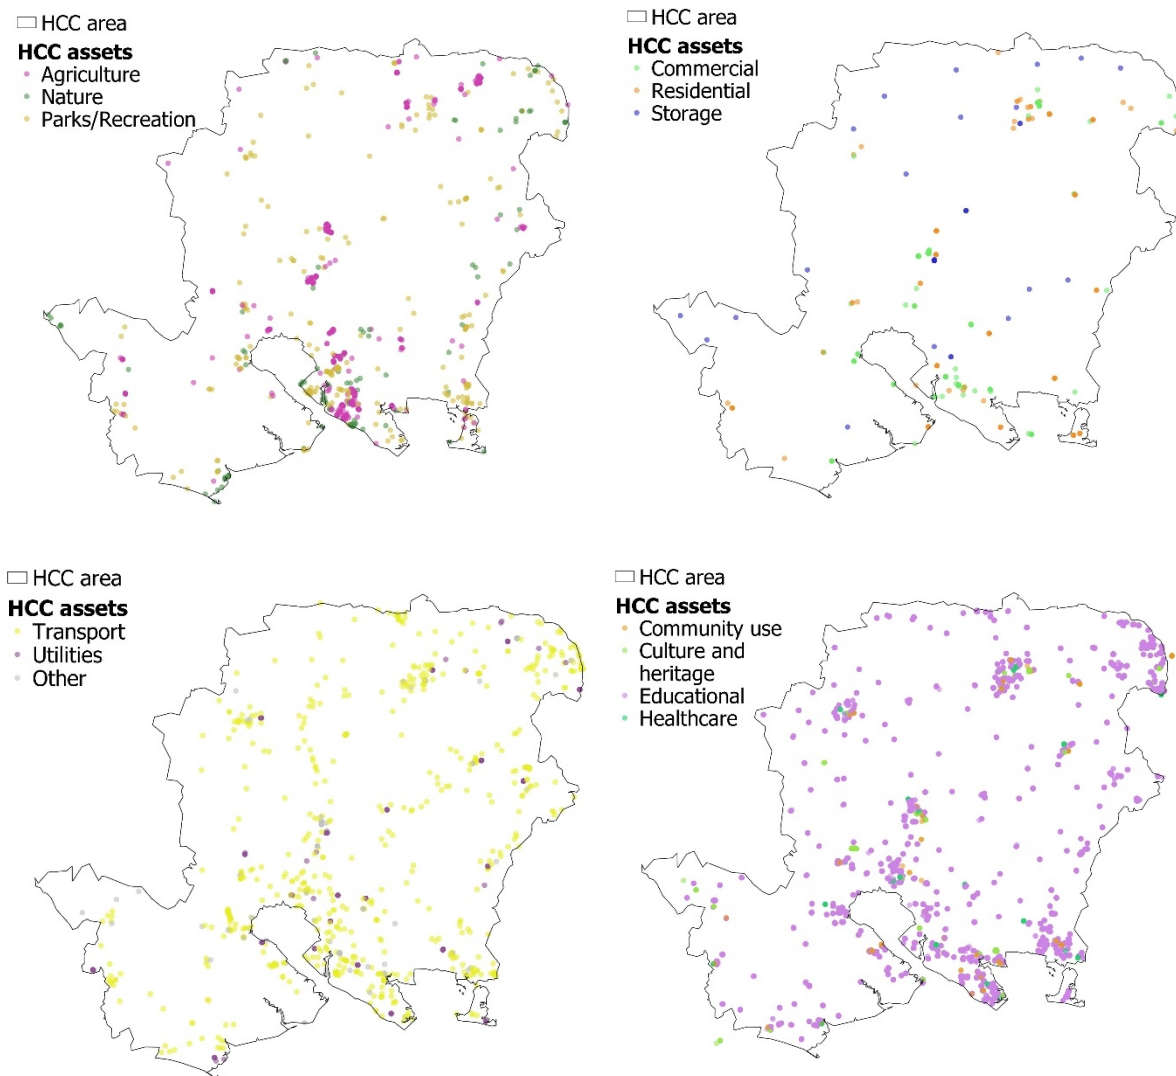 HCC area
HCC assets
Agriculture
Nature
Parks/Recreation
HCC area
HCC assets
Commercial
Residential
Storage
HCC area
HCC assets
Transport
Utilities
Other
HCC area
HCC assets
Community use
Culture and
heritage
Educational
Healthcare